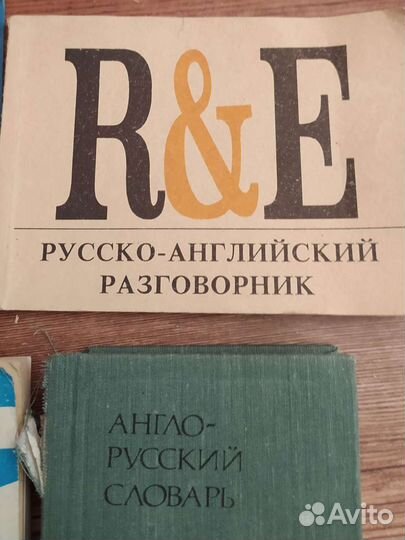 R&E
РУССКО-АНГЛИЙСКИЙ
РАЗГОВОРНИК
АНГЛО-
РУССКИЙ
СЛОВАРЬ
Avito